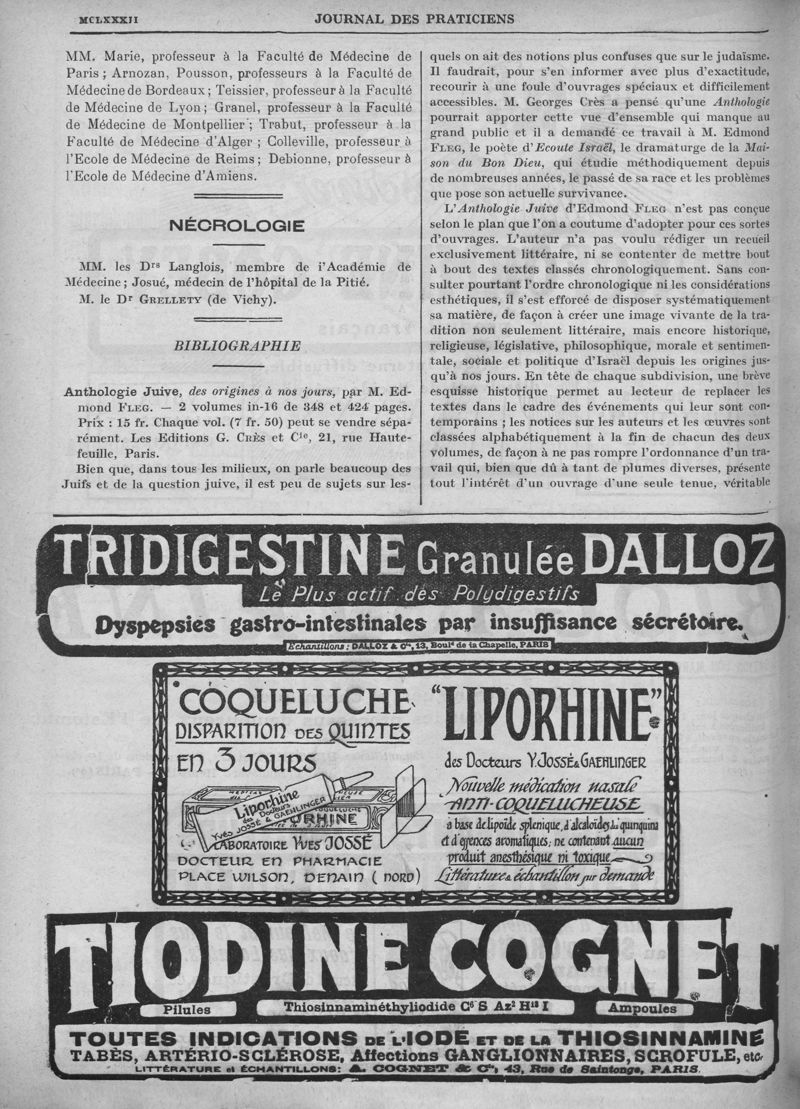 MCLXXXII
JOURNAL DES PRATICIENS
MM. Marie, professeur à la Faculté de Médecine de
Paris ; Arnozan, Pousson, professeurs à la Faculté de
Médecine de Bordeaux ; Teissier, professeur à la Faculté
de Médecine de Lyon ; Granel, professeur à la Faculté
de Médecine de Montpellier ; Trabut, professeur à la
Faculté de Médecine d'Alger ; Colleville, professeur à
l'Ecole de Médecine de Reims ; Debionne, professeur à
l'Ecole de Médecine d'Amiens.
NÉCROLOGIE
MM. les Drs Langlois, membre de i'Académie de
Médecine ; Josué, médecin de l'hôpital de la Pitié.
M. le Dr GRELLETY (de Vichy).
BIBLIOGRAPHIE
Anthologie Juive, des origines à nos jours, par M. Ed-
mond FLEG. — 2 volumes in-16 de 348 et 424 pages.
Prix : 15 fr. Chaque vol. (7 fr. 50) peut se vendre sépa-
rément. Les Editions G. CRÈS et Cie, 21, rue Haute-
feuille, Paris.
Bien que, dans tous les milieux, on parle beaucoup des
Juifs et de la question juive, il est peu de sujets sur les-
quels on ait des notions plus confuses que sur le judaïsme.
Il faudrait, pour s'en informer avec plus d'exactitude,
recourir à une foule d'ouvrages spéciaux et difficilement
accessibles. M. Georges Crès a pensé qu'une Anthologie
pourrait apporter cette vue d'ensemble qui manque au
grand public et il a demandé ce travail à M. Edmond
FLEG, le poète d'Ecoute Israël, le dramaturge de la Mai-
son du Bon Dieu, qui étudie méthodiquement depuis
de nombreuses années, le passé de sa race et les problèmes
que pose son actuelle survivance.
L'Anthologie Juive d'Edmond FLEG n'est pas conçue
selon le plan que l'on a coutume d'adopter pour ces sortes
d'ouvrages. L'auteur n'a pas voulu rédiger un recueil
exclusivement littéraire, ni se contenter de mettre bout
à bout des textes classés chronologiquement. Sans con-
sulter pourtant l'ordre chronologique ni les considérations
esthétiques, il s'est efforcé de disposer systématiquement
sa matière, de façon à créer une image vivante de la tra-
dition non seulement littéraire, mais encore historique,
religieuse, législative, philosophique, morale et sentimen-
tale, sociale et politique d'Israël depuis les origines jus-
qu'à nos jours. En tête de chaque subdivision, une brève
esquisse historique permet au lecteur de replacer les
textes dans le cadre des événements qui leur sont con-
temporains ; les notices sur les auteurs et les œuvres sont
classées alphabétiquement à la fin de chacun des deux
volumes, de façon à ne pas rompre l'ordonnance d'un tra-
vail qui, bien que dû à tant de plumes diverses, présente
tout l'intérêt d'un ouvrage d'une seule tenue, véritable
TRIDIGESTINE Granulée DALLOZ
Le Plus actif des Polydigestifs
Dyspepsies gastro-intestinales par insuffisance sécrétoire.
Echantillons : DALLOZ & Cie, 13, Bould de la Chapelle, PARIS
COQUELUCHE
DISPARITION DES QUINTES
EN 3 JOURS
Liporhine
des Docteurs
YVES JOSSÉ & GAEHLINGER
LABORATOIRE YVES JOSSÉ
DOCTEUR EN PHARMACIE
PLACE WILSON, DENAIN (NORD)
"LIPORHINE"
des Docteurs Y. JOSSÉ & GAEHLINGER
Nouvelle médication nasale
ANTI-COQUELUCHEUSE
a base de lipoïde splénique, d'alcaloïdes du quinquina
et d'essences aromatiques; ne contenant aucun
produit anesthésique ni toxique
Littérature & échantillon sur demande
TIODINE COGNET
Pilules
Thiosinnaminéthyliodide C6 S Az2 H13 I
Ampoules
TOUTES INDICATIONS DE L'IODE ET DE LA THIOSINNAMINE
TABÈS, ARTÉRIO-SCLÉROSE, Affections GANGLIONNAIRES, SCROFULE, etc.
LITTÉRATURE et ÉCHANTILLONS: A. COGNET & Cie, 43, Rue de Saintonge, PARIS.